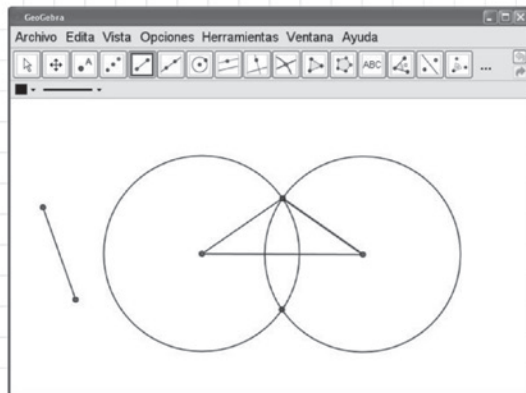 GeoGebra
Archivo Edita Vista Opciones Herramientas Ventana Ayuda
A ABC ...